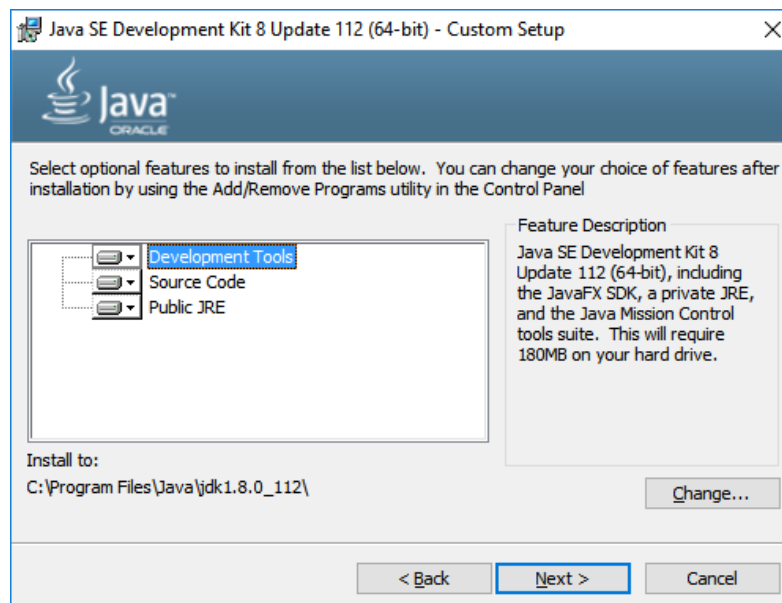 Java SE Development Kit 8 Update 112 (64-bit) - Custom Setup
Java™
ORACLE
Select optional features to install from the list below. You can change your choice of features after
installation by using the Add/Remove Programs utility in the Control Panel
Development Tools
Source Code
Public JRE
Feature Description
Java SE Development Kit 8
Update 112 (64-bit), including
the JavaFX SDK, a private JRE,
and the Java Mission Control
tools suite. This will require
180MB on your hard drive.
Install to:
C:\Program Files\Java\jdk1.8.0_112\
Change...
< Back
Next >
Cancel